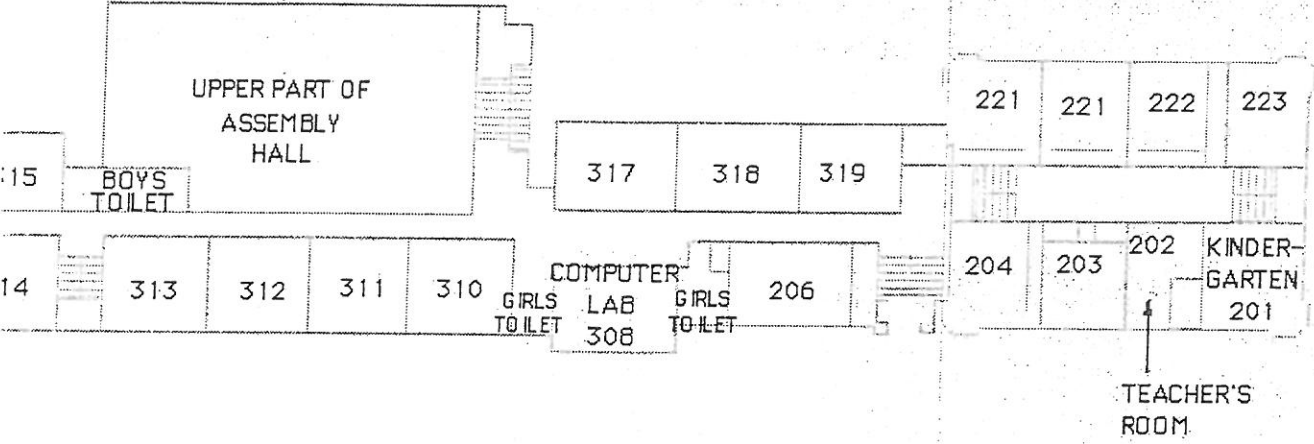 UPPER PART OF
ASSEMBLY
HALL
221
221
222
223
15
BOYS
TOILET
317
318
319
14
313
312
311
310
GIRLS
TOILET
COMPUTER
LAB
308
GIRLS
TOILET
206
204
203
202
KINDER-
GARTEN
201
TEACHER'S
ROOM